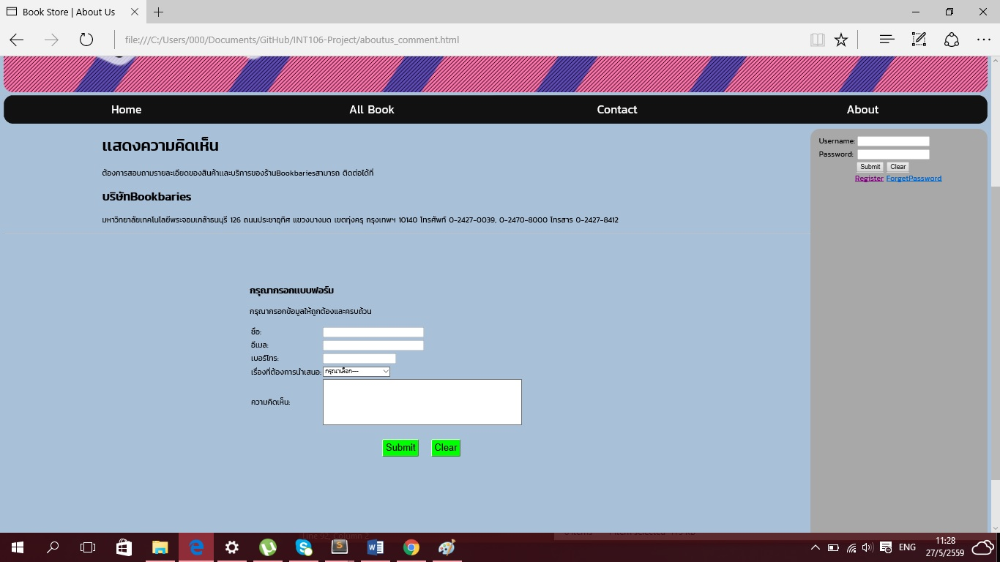 Book Store | About Us
file:///C:/Users/000/Documents/GitHub/INT106-Project/aboutus_comment.html
Home All Book Contact About
แสดงความคิดเห็น
ต้องการสอบถามรายละเอียดของสินค้าและบริการของร้านBookbariesสามารถ ติดต่อได้ที่
บริษัทBookbaries
มหาวิทยาลัยเทคโนโลยีพระจอมเกล้าธนบุรี 126 ถนนประชาอุทิศ แขวงบางมด เขตทุ่งครุ กรุงเทพฯ 10140 โทรศัพท์ 0-2427-0039, 0-2470-8000 โทรสาร 0-2427-8412
Username:
Password:
Submit Clear
Register ForgetPassword
กรุณากรอกแบบฟอร์ม
กรุณากรอกข้อมูลให้ถูกต้องและครบถ้วน
ชื่อ:
อีเมล:
เบอร์โทร:
เรื่องที่ต้องการนำเสนอ: กรุณาเลือก---
ความคิดเห็น:
Submit Clear
Line 92, Column 2
ENG
11:28
27/5/2559